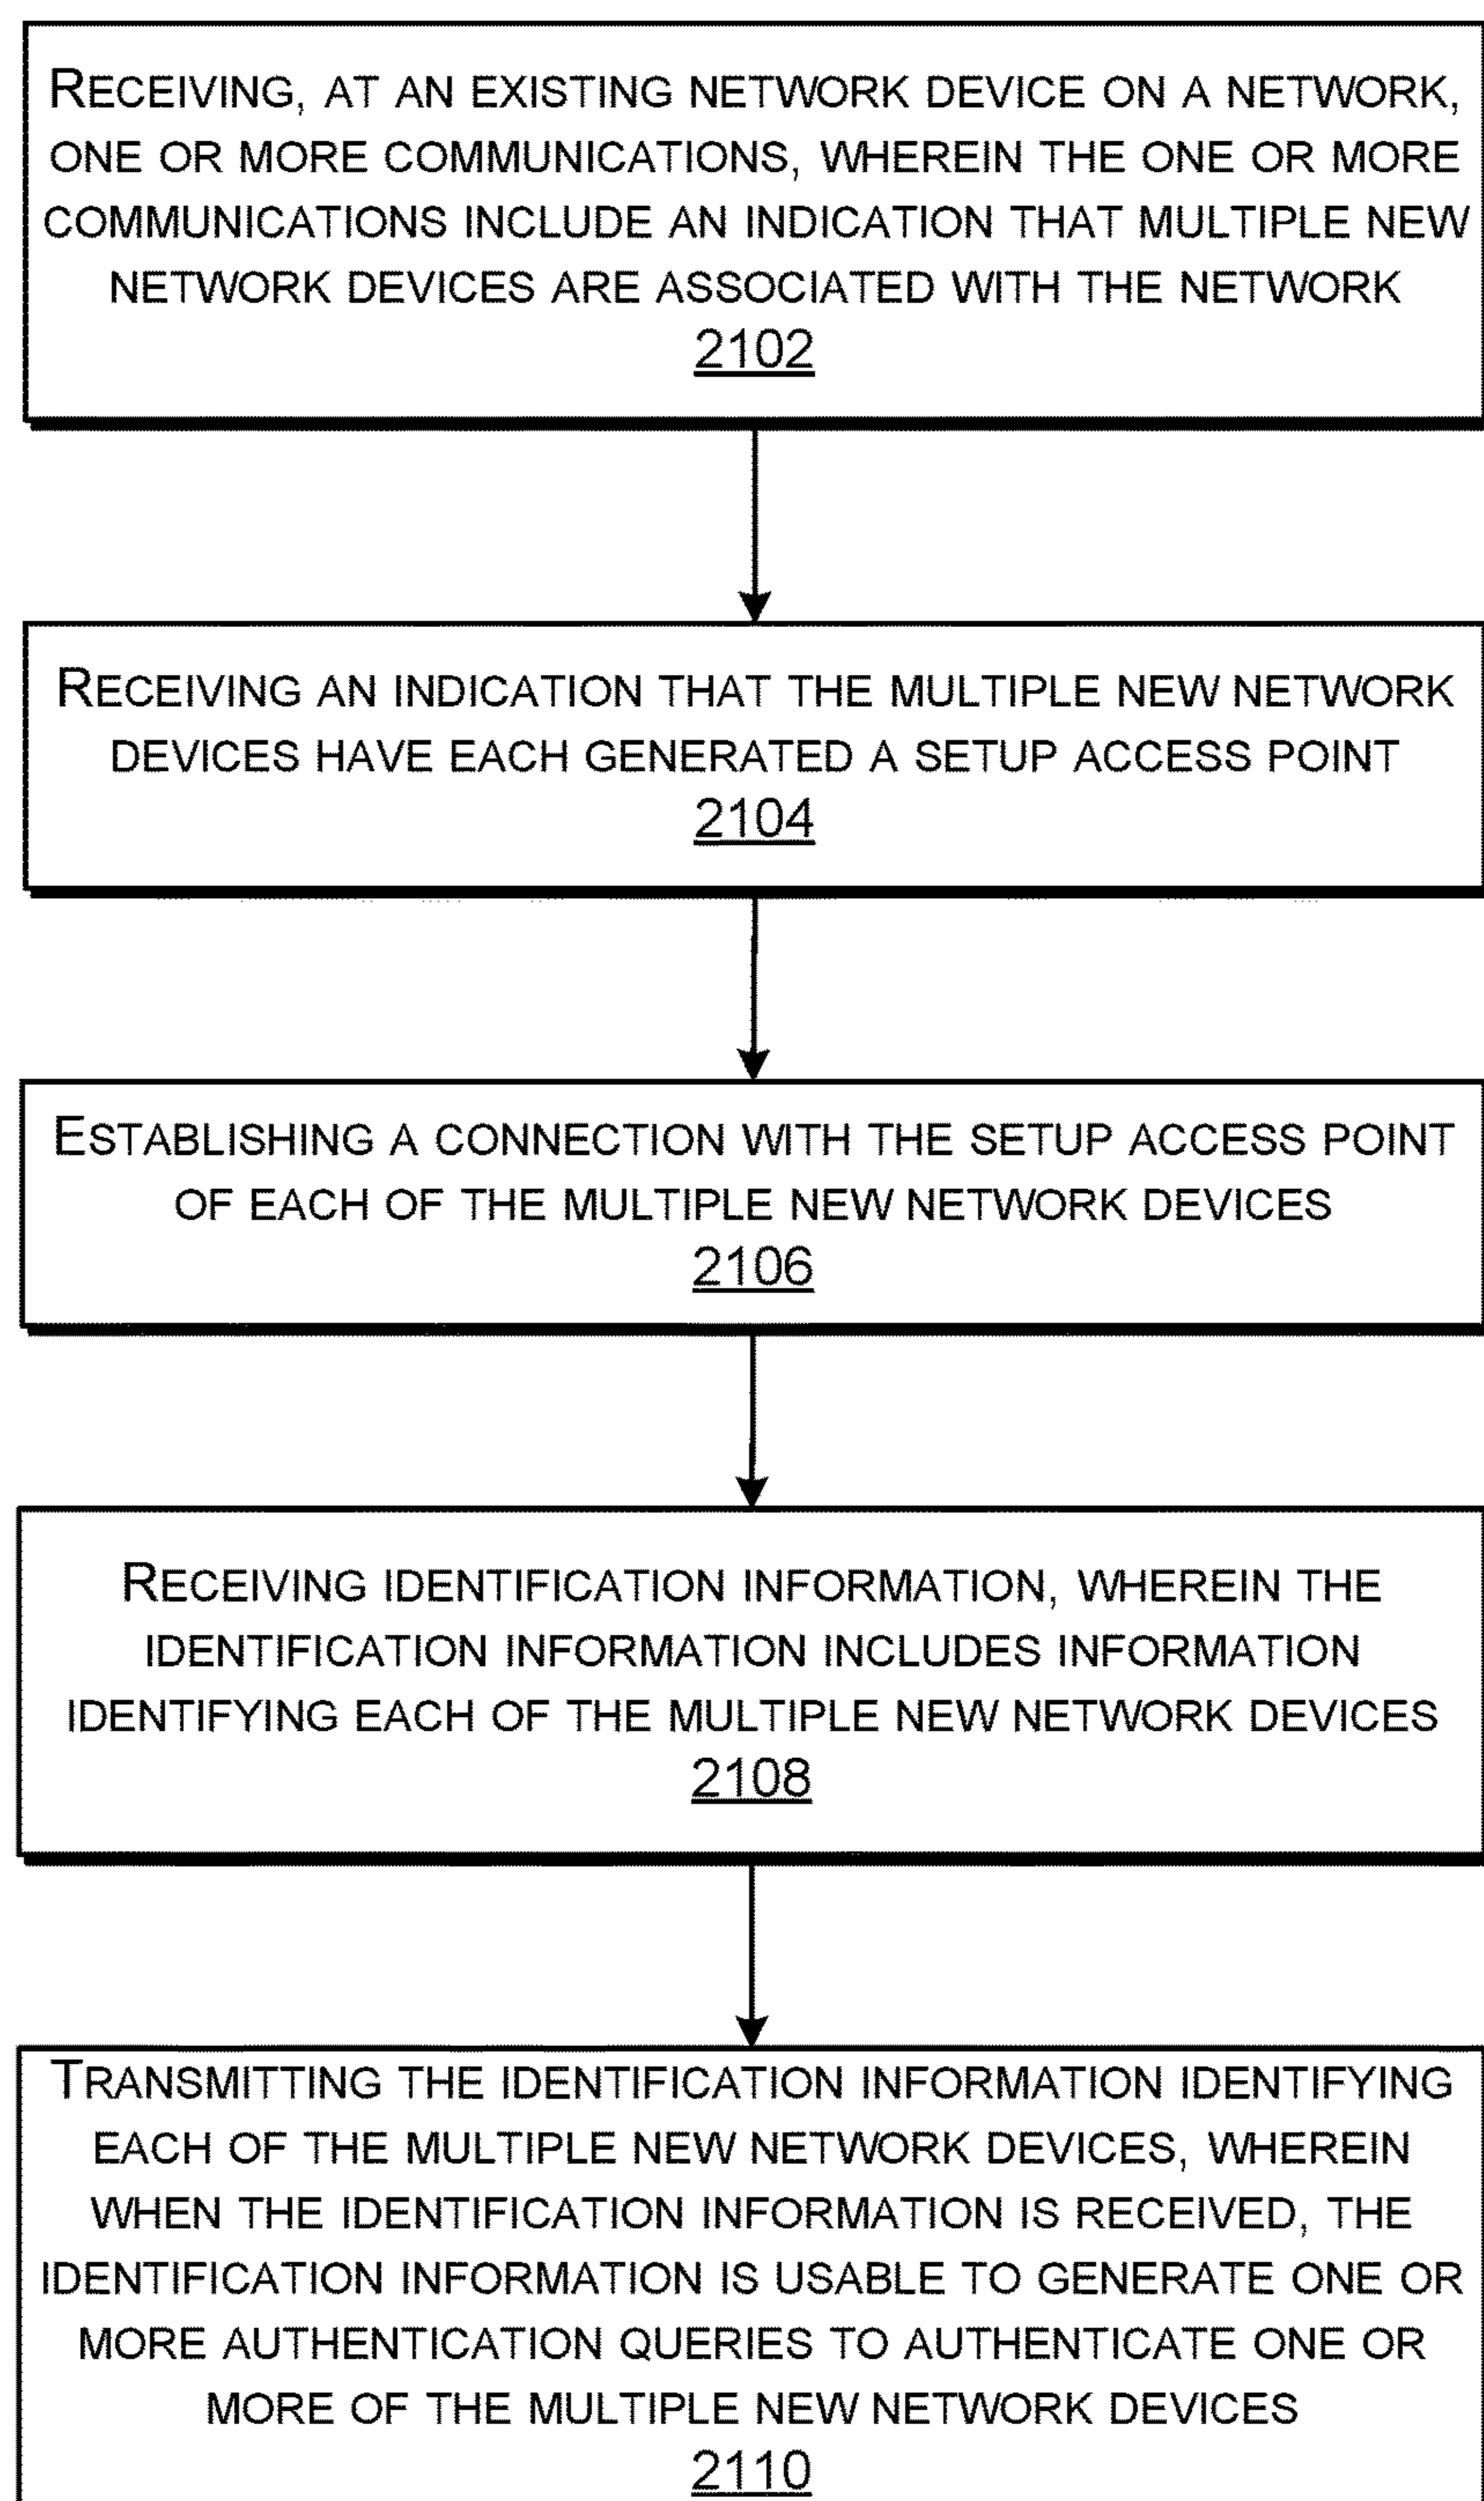 RECEIVING, AT AN EXISTING NETWORK DEVICE ON A NETWORK,
ONE OR MORE COMMUNICATIONS, WHEREIN THE ONE OR MORE
COMMUNICATIONS INCLUDE AN INDICATION THAT MULTIPLE NEW
NETWORK DEVICES ARE ASSOCIATED WITH THE NETWORK
2102
RECEIVING AN INDICATION THAT THE MULTIPLE NEW NETWORK
DEVICES HAVE EACH GENERATED A SETUP ACCESS POINT
2104
ESTABLISHING A CONNECTION WITH THE SETUP ACCESS POINT
OF EACH OF THE MULTIPLE NEW NETWORK DEVICES
2106
RECEIVING IDENTIFICATION INFORMATION, WHEREIN THE
IDENTIFICATION INFORMATION INCLUDES INFORMATION
IDENTIFYING EACH OF THE MULTIPLE NEW NETWORK DEVICES
2108
TRANSMITTING THE IDENTIFICATION INFORMATION IDENTIFYING
EACH OF THE MULTIPLE NEW NETWORK DEVICES, WHEREIN
WHEN THE IDENTIFICATION INFORMATION IS RECEIVED, THE
IDENTIFICATION INFORMATION IS USABLE TO GENERATE ONE OR
MORE AUTHENTICATION QUERIES TO AUTHENTICATE ONE OR
MORE OF THE MULTIPLE NEW NETWORK DEVICES
2110